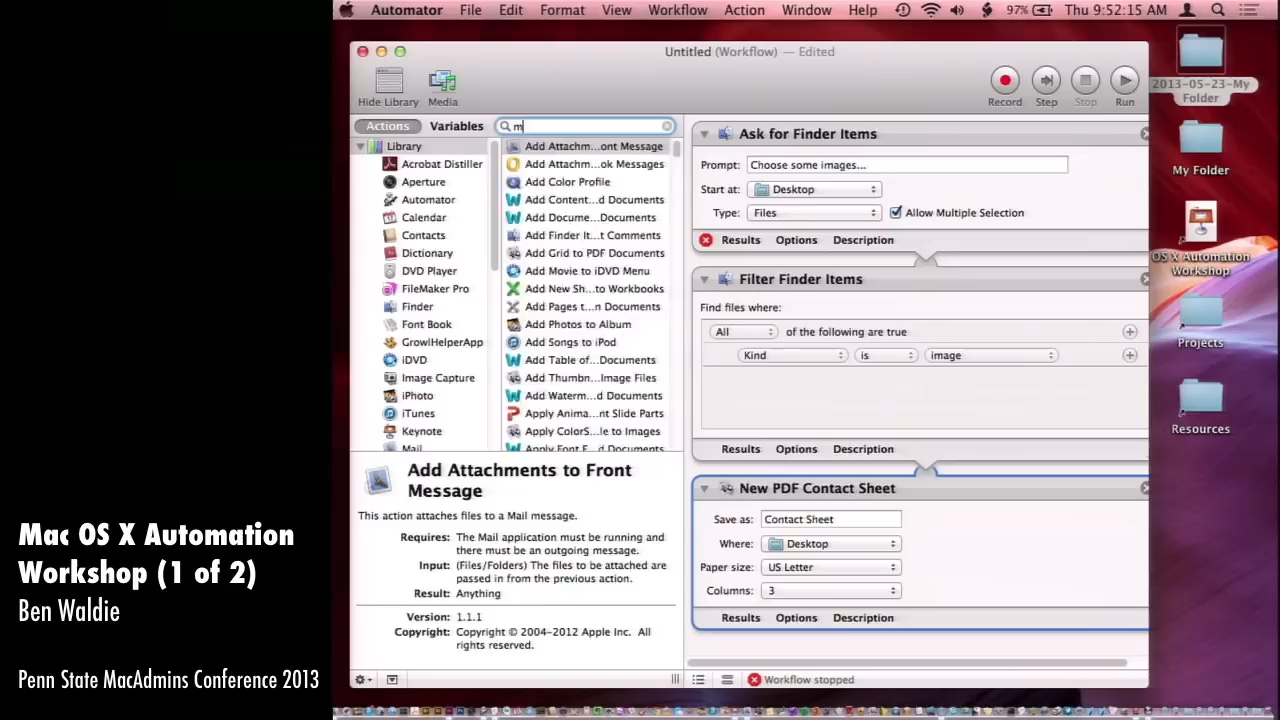 Automator File Edit Format View Workflow Action Window Help 97% Thu 9:52:15 AM
Untitled (Workflow) — Edited
Hide Library Media Record Step Stop Run
Actions Variables m
Library
Acrobat Distiller
Aperture
Automator
Calendar
Contacts
Dictionary
DVD Player
FileMaker Pro
Finder
Font Book
GrowlHelperApp
iDVD
Image Capture
iPhoto
iTunes
Keynote
Mail
Add Attachm...ont Message
Add Attachm...ok Messages
Add Color Profile
Add Content...d Documents
Add Docume...Documents
Add Finder It...t Comments
Add Grid to PDF Documents
Add Movie to iDVD Menu
Add New Sh...to Workbooks
Add Pages t...n Documents
Add Photos to Album
Add Songs to iPod
Add Table of...Documents
Add Thumbn...Image Files
Add Waterm...d Documents
Apply Anima...nt Slide Parts
Apply ColorS...le to Images
Apply Font F...d Documents
Add Attachments to Front
Message
This action attaches files to a Mail message.
Requires: The Mail application must be running and
there must be an outgoing message.
Input: (Files/Folders) The files to be attached are
passed in from the previous action.
Result: Anything
Version: 1.1.1
Copyright: Copyright © 2004-2012 Apple Inc. All
rights reserved.
Ask for Finder Items
Prompt: Choose some images...
Start at: Desktop
Type: Files Allow Multiple Selection
Results Options Description
Filter Finder Items
Find files where:
All of the following are true
Kind is image
Results Options Description
New PDF Contact Sheet
Save as: Contact Sheet
Where: Desktop
Paper size: US Letter
Columns: 3
Results Options Description
Workflow stopped
2013-05-23-My
Folder
My Folder
OS X Automation
Workshop
Projects
Resources
Mac OS X Automation
Workshop (1 of 2)
Ben Waldie
Penn State MacAdmins Conference 2013